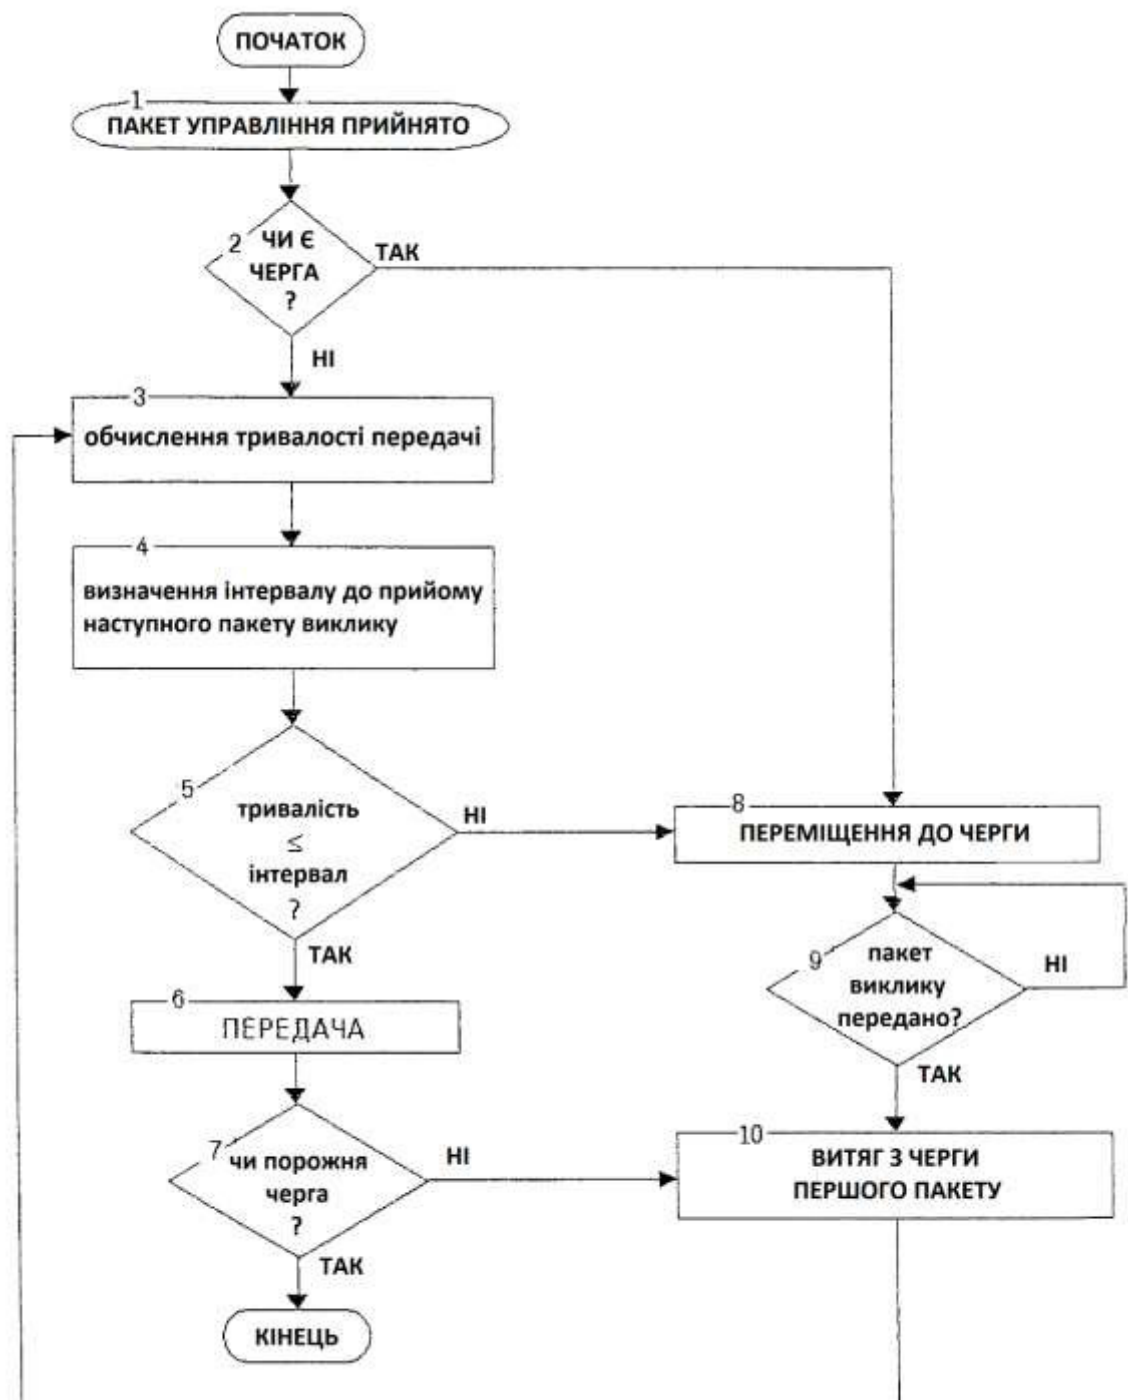 ПОЧАТОК
1
ПАКЕТ УПРАВЛІННЯ ПРИЙНЯТО
2
ЧИ Є
ЧЕРГА
?
ТАК
НІ
3
обчислення тривалості передачі
4
визначення інтервалу до прийому
наступного пакету виклику
5
тривалість
≤
інтервал
?
НІ
ТАК
8
ПЕРЕМІЩЕННЯ ДО ЧЕРГИ
9
пакет
виклику
передано?
НІ
ТАК
6
ПЕРЕДАЧА
7
чи порожня
черга
?
НІ
ТАК
10
ВИТЯГ З ЧЕРГИ
ПЕРШОГО ПАКЕТУ
КІНЕЦЬ